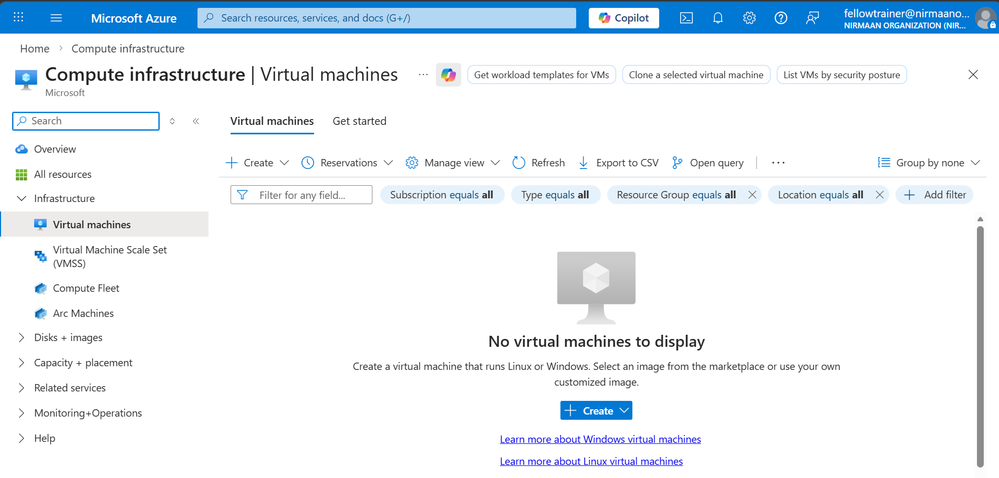 Microsoft Azure
Search resources, services, and docs (G+/)
Copilot
fellowtrainer@nirmaano...
NIRMAAN ORGANIZATION (NIR...
Home
Compute infrastructure
Compute infrastructure | Virtual machines
Microsoft
Get workload templates for VMs
Clone a selected virtual machine
List VMs by security posture
Search
Overview
All resources
Infrastructure
Virtual machines
Virtual Machine Scale Set
(VMSS)
Compute Fleet
Arc Machines
Disks + images
Capacity + placement
Related services
Monitoring+Operations
Help
Virtual machines
Get started
Create
Reservations
Manage view
Refresh
Export to CSV
Open query
Group by none
Filter for any field...
Subscription equals all
Type equals all
Resource Group equals all
Location equals all
Add filter
No virtual machines to display
Create a virtual machine that runs Linux or Windows. Select an image from the marketplace or use your own
customized image.
Create
Learn more about Windows virtual machines
Learn more about Linux virtual machines